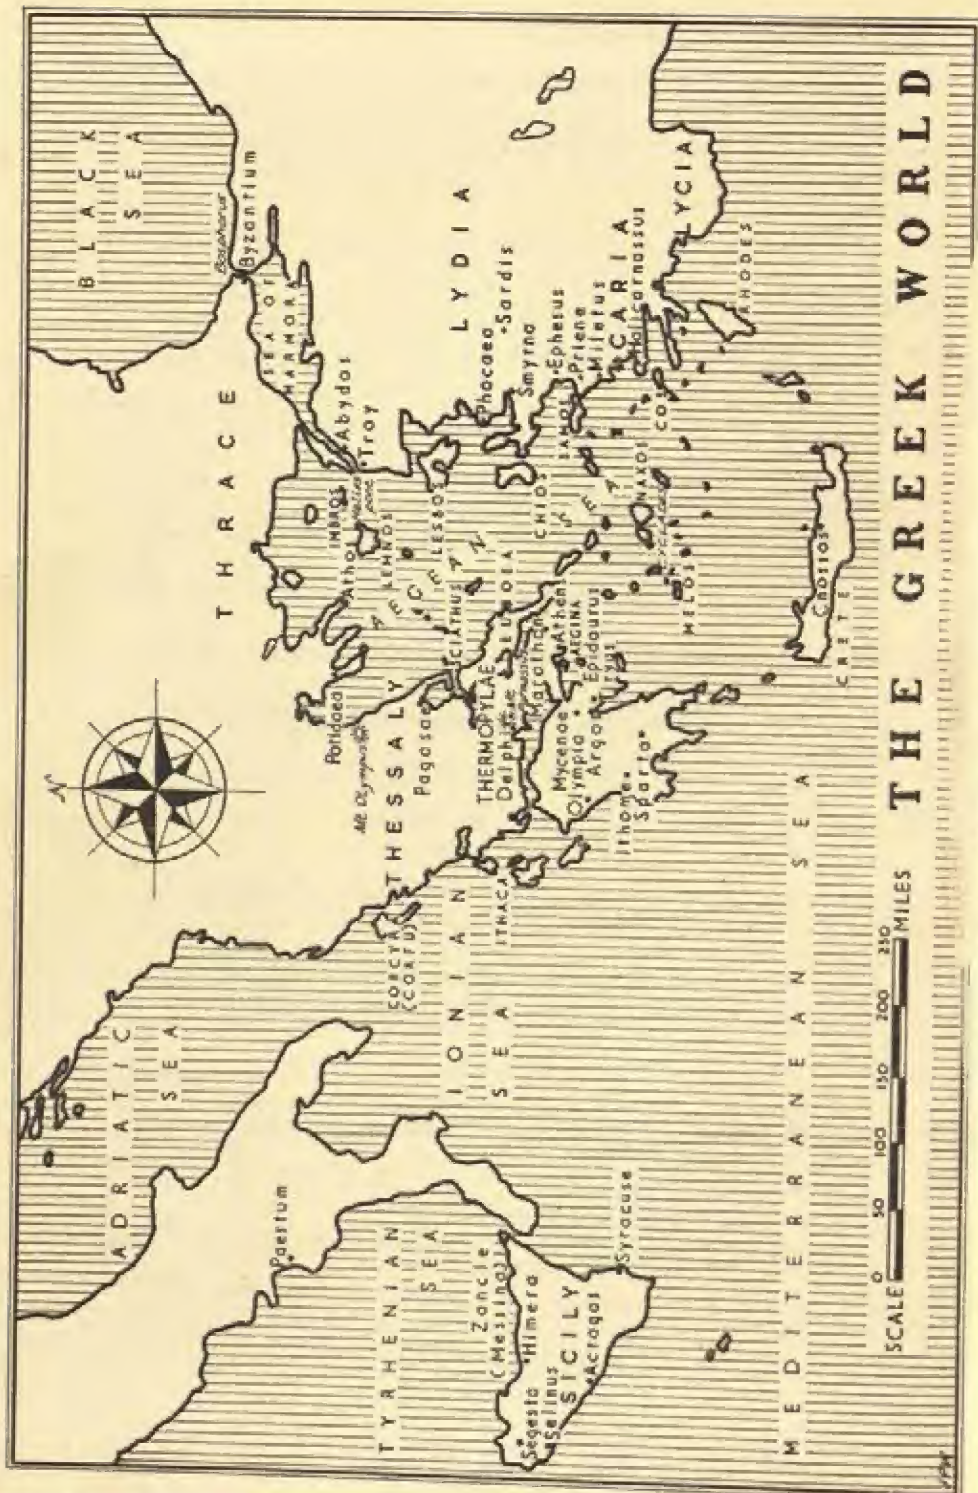 BLACK
SEA
Bosphorus
Byzantium
SEA OF
MARMORA
THRACE
Abydos
Troy
IMBROS
Helles
pont
Athos
LEMNOS
AEGEAN
SEA
LESBOS
LYDIA
Phocaea
Sardis
Smyrna
CHIOS
Ephesus
SAMOS
Priene
Miletus
CARIA
Halicarnassus
LYCIA
COS
NAXOS
RHODES
MELOS
Cnossos
CRETE
N
Potidaea
Mt. Olympus
THESSALY
Pagasae
SCIATHUS
EUBOEA
THERMOPYLAE
Delphi
Marathon
Athens
AEGINA
Mycenae
Epidaurus
Olympia
Argos
Tiryns
Ithome
Sparta
CORCYRA
(CORFU)
ITHACA
IONIAN
SEA
ADRIATIC
SEA
Paestum
TYRHENIAN
SEA
Zancle
(Messina)
Himera
Segesta
Selinus
SICILY
Acragas
Syracuse
MEDITERRANEAN SEA
SCALE 0 50 100 150 200 250 MILES
THE GREEK WORLD